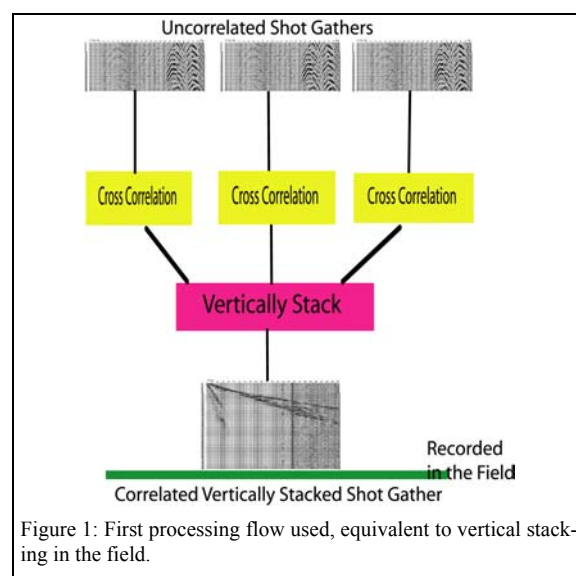 Uncorrelated Shot Gathers
Cross Correlation Cross Correlation Cross Correlation
Vertically Stack
Recorded
in the Field
Correlated Vertically Stacked Shot Gather
Figure 1: First processing flow used, equivalent to vertical stack-
ing in the field.